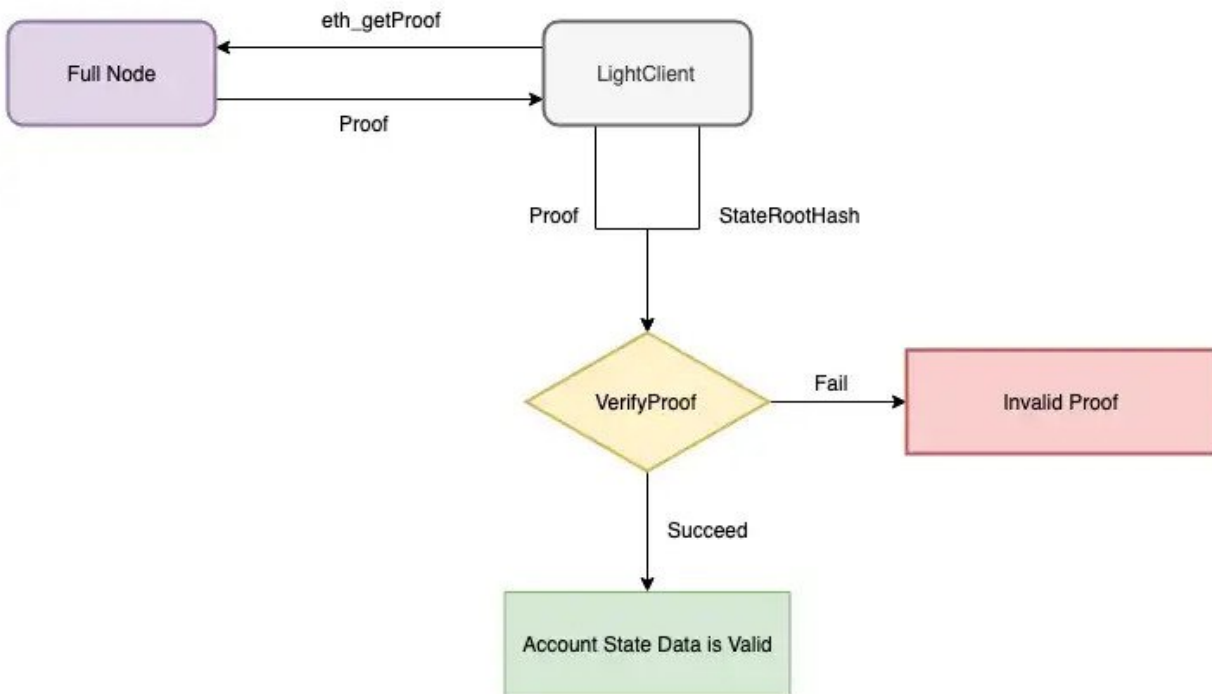 eth_getProof
Full Node
LightClient
Proof
Proof
StateRootHash
VerifyProof
Fail
Invalid Proof
Succeed
Account State Data is Valid